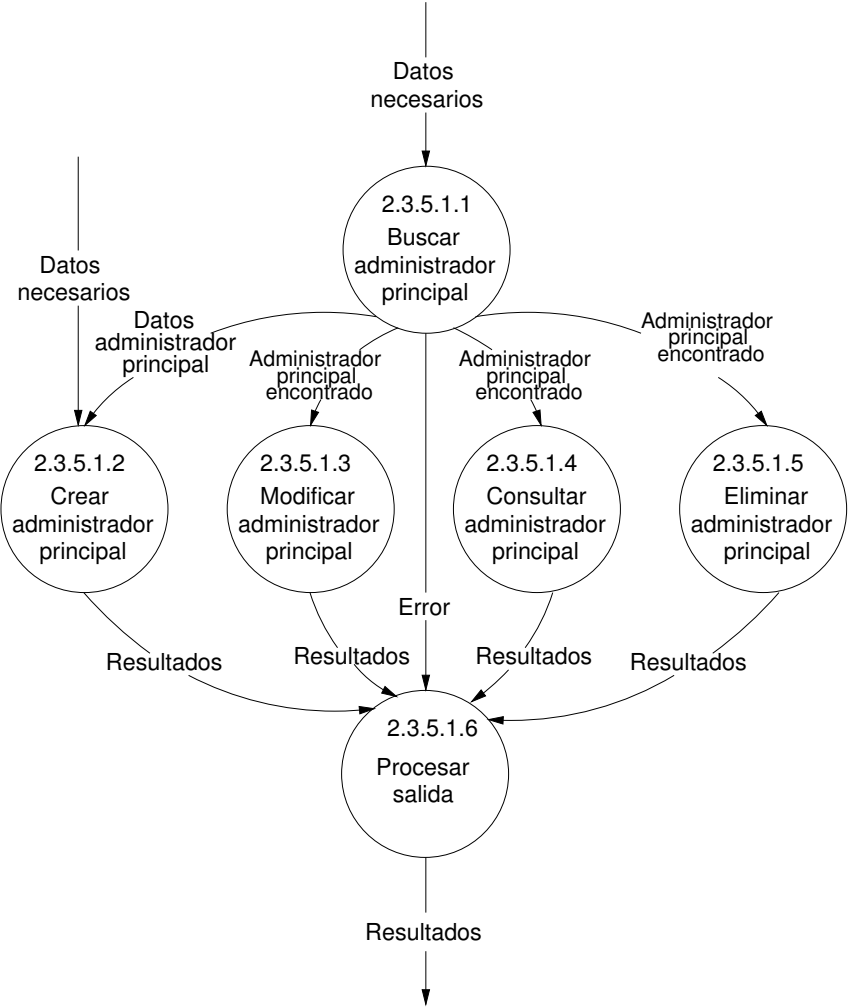 Datos
necesarios
2.3.5.1.1
Buscar
administrador
principal
Datos
necesarios
Datos
administrador
principal
Administrador
principal
encontrado
Administrador
principal
encontrado
Administrador
principal
encontrado
2.3.5.1.2
Crear
administrador
principal
2.3.5.1.3
Modificar
administrador
principal
2.3.5.1.4
Consultar
administrador
principal
2.3.5.1.5
Eliminar
administrador
principal
Error
Resultados
Resultados
Resultados
Resultados
2.3.5.1.6
Procesar
salida
Resultados